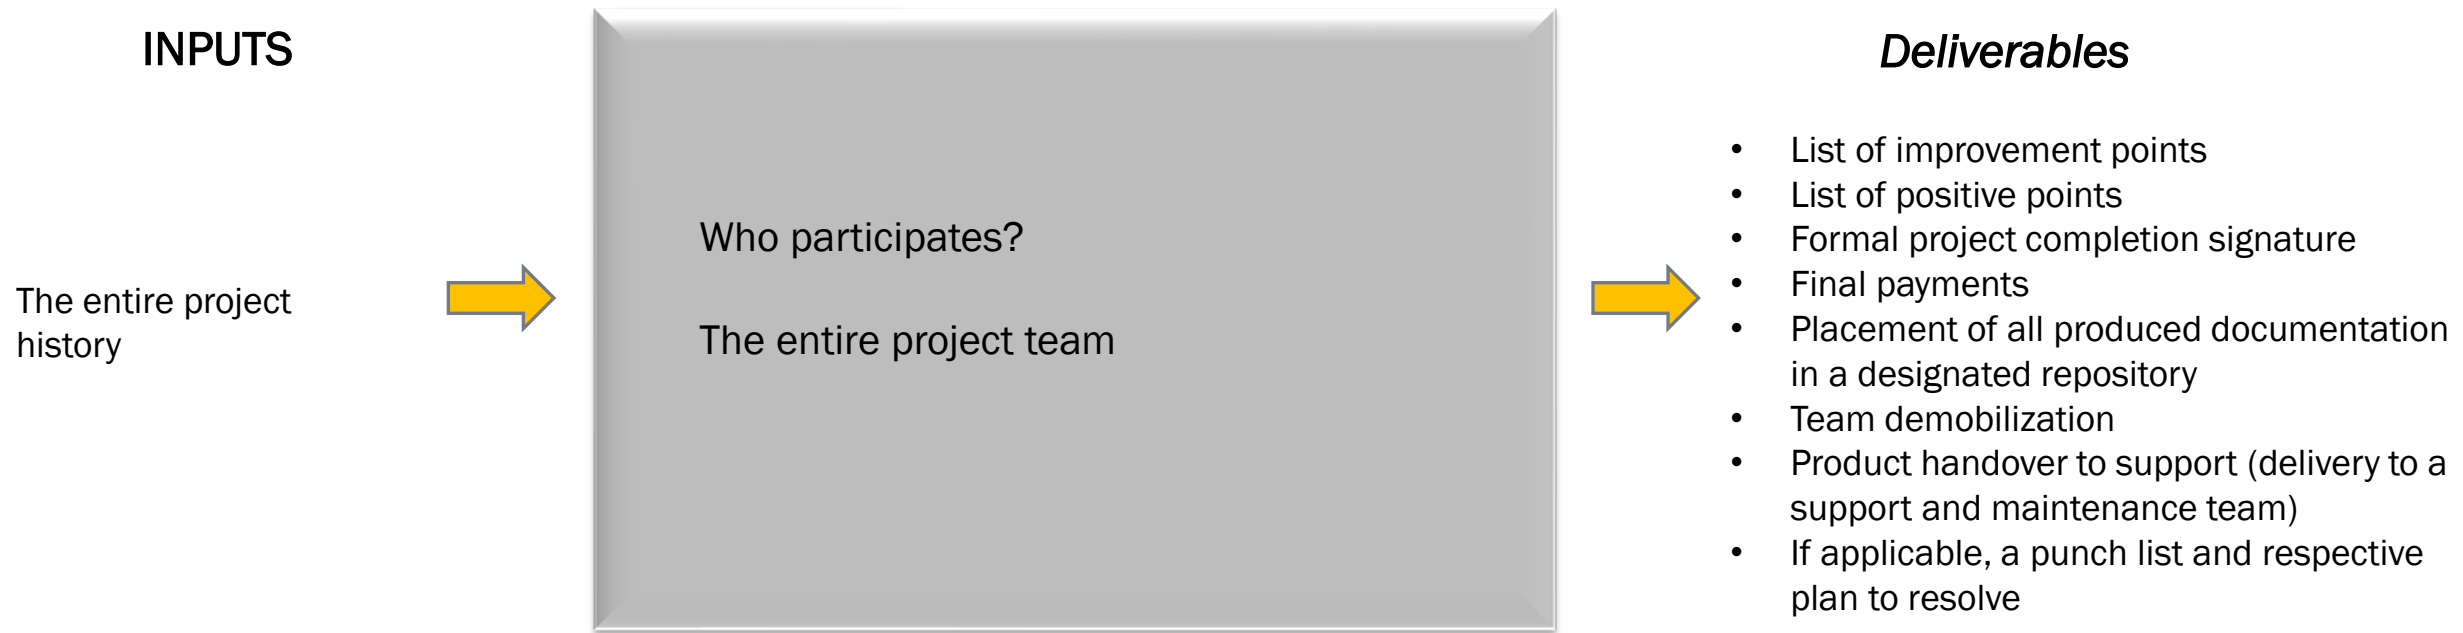 INPUTS
The entire project
history
Who participates?
The entire project team
Deliverables
• List of improvement points
• List of positive points
• Formal project completion signature
• Final payments
• Placement of all produced documentation
in a designated repository
• Team demobilization
• Product handover to support (delivery to a
support and maintenance team)
• If applicable, a punch list and respective
plan to resolve